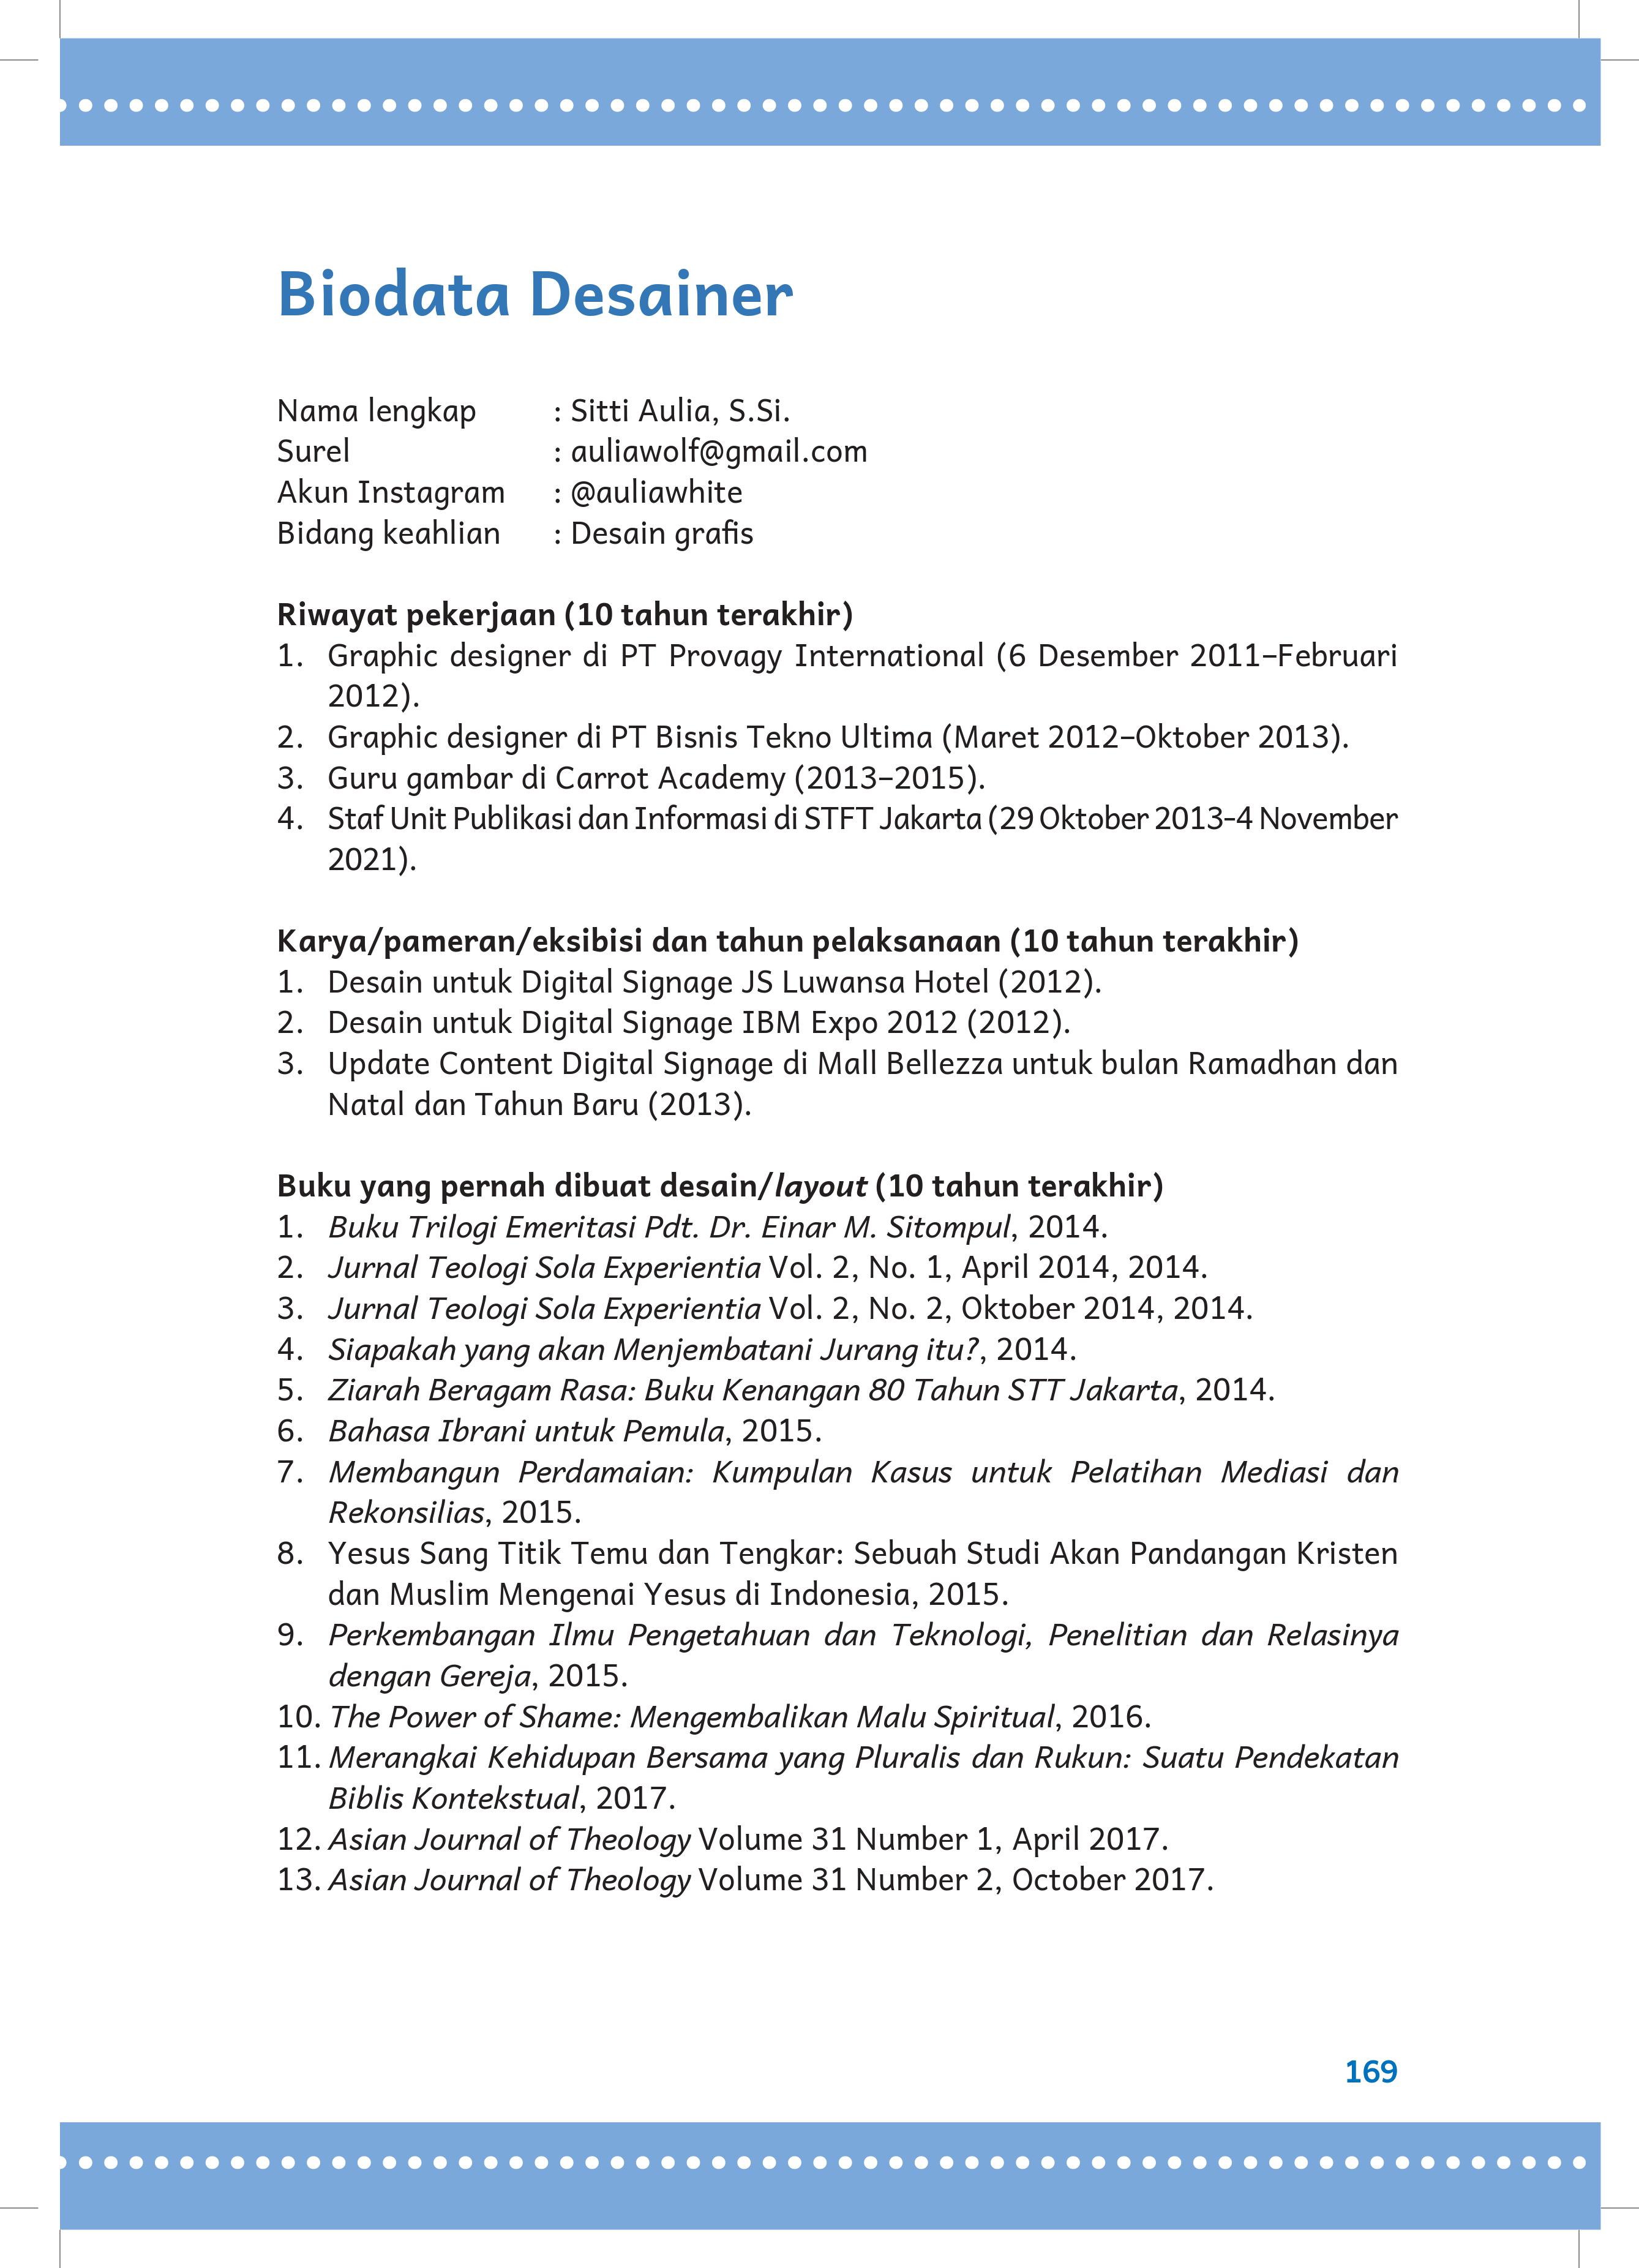 Biodata Desainer
Nama lengkap : Sitti Aulia, S.Si.
Surel : auliawolf@gmail.com
Akun Instagram : @auliawhite
Bidang keahlian : Desain grafis
Riwayat pekerjaan (10 tahun terakhir)
1. Graphic designer di PT Provagy International (6 Desember 2011–Februari
2012).
2. Graphic designer di PT Bisnis Tekno Ultima (Maret 2012–Oktober 2013).
3. Guru gambar di Carrot Academy (2013–2015).
4. Staf Unit Publikasi dan Informasi di STFT Jakarta (29 Oktober 2013-4 November
2021).
Karya/pameran/eksibisi dan tahun pelaksanaan (10 tahun terakhir)
1. Desain untuk Digital Signage JS Luwansa Hotel (2012).
2. Desain untuk Digital Signage IBM Expo 2012 (2012).
3. Update Content Digital Signage di Mall Bellezza untuk bulan Ramadhan dan
Natal dan Tahun Baru (2013).
Buku yang pernah dibuat desain/layout (10 tahun terakhir)
1. Buku Trilogi Emeritasi Pdt. Dr. Einar M. Sitompul, 2014.
2. Jurnal Teologi Sola Experientia Vol. 2, No. 1, April 2014, 2014.
3. Jurnal Teologi Sola Experientia Vol. 2, No. 2, Oktober 2014, 2014.
4. Siapakah yang akan Menjembatani Jurang itu?, 2014.
5. Ziarah Beragam Rasa: Buku Kenangan 80 Tahun STT Jakarta, 2014.
6. Bahasa Ibrani untuk Pemula, 2015.
7. Membangun Perdamaian: Kumpulan Kasus untuk Pelatihan Mediasi dan
Rekonsilias, 2015.
8. Yesus Sang Titik Temu dan Tengkar: Sebuah Studi Akan Pandangan Kristen
dan Muslim Mengenai Yesus di Indonesia, 2015.
9. Perkembangan Ilmu Pengetahuan dan Teknologi, Penelitian dan Relasinya
dengan Gereja, 2015.
10. The Power of Shame: Mengembalikan Malu Spiritual, 2016.
11. Merangkai Kehidupan Bersama yang Pluralis dan Rukun: Suatu Pendekatan
Biblis Kontekstual, 2017.
12. Asian Journal of Theology Volume 31 Number 1, April 2017.
13. Asian Journal of Theology Volume 31 Number 2, October 2017.
169